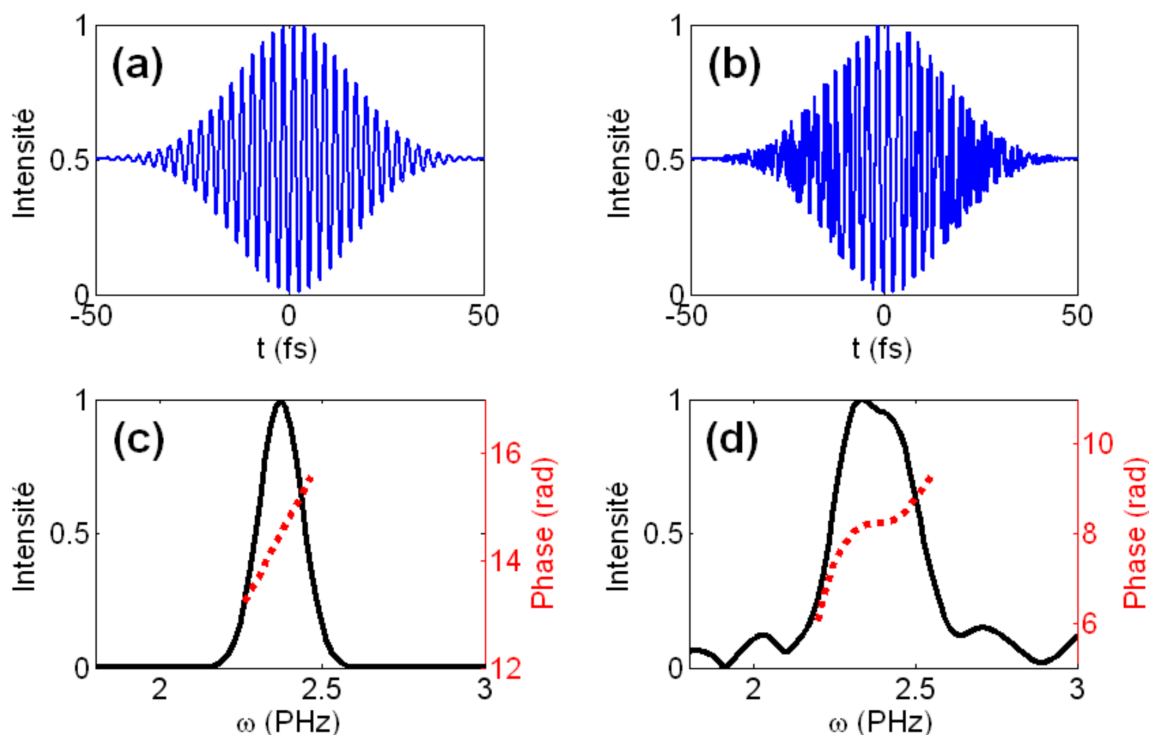 1
(a)
Intensité
0.5
0
-50
0
50
t (fs)
1
(b)
Intensité
0.5
0
-50
0
50
t (fs)
1
(c)
Intensité
0.5
0
2
2.5
3
ω (PHz)
16
14
12
Phase (rad)
1
(d)
Intensité
0.5
0
2
2.5
3
ω (PHz)
10
8
6
Phase (rad)